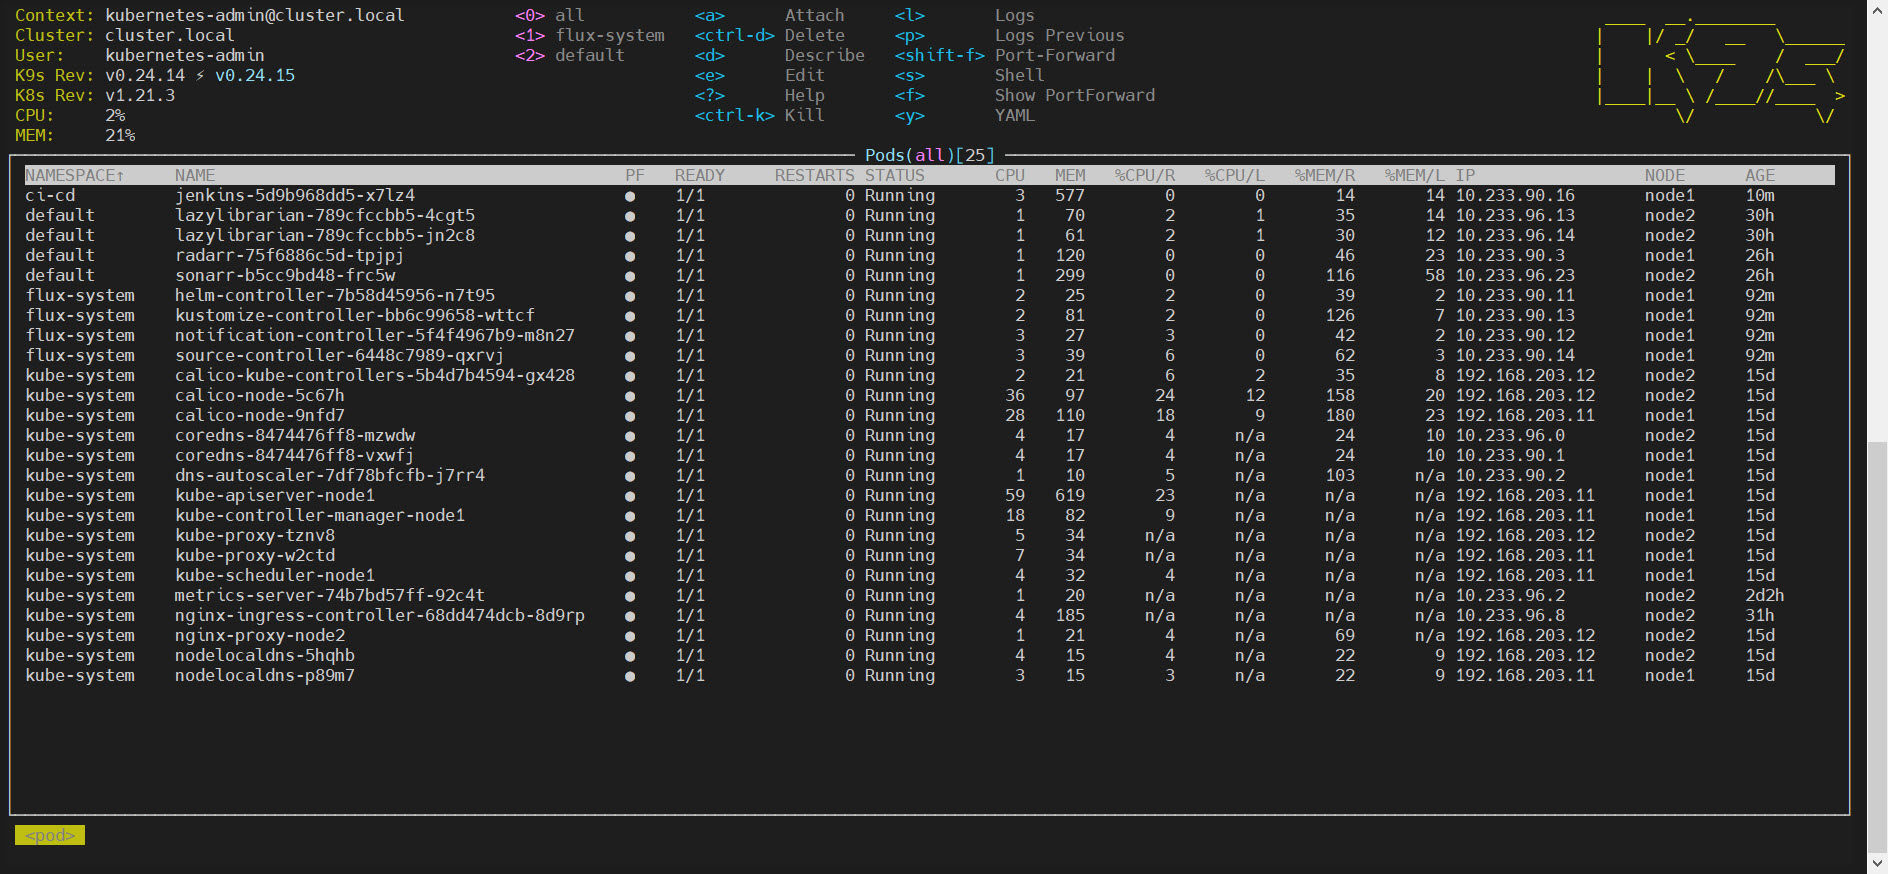 Context: kubernetes-admin@cluster.local <0> all <a> Attach <l> Logs
Cluster: cluster.local <1> flux-system <ctrl-d> Delete <p> Logs Previous
User: kubernetes-admin <2> default <d> Describe <shift-f> Port-Forward
K9s Rev: v0.24.14 ⚡ v0.24.15 <e> Edit <s> Shell
K8s Rev: v1.21.3 <?> Help <f> Show PortForward
CPU: 2% <ctrl-k> Kill <y> YAML
MEM: 21%
Pods(all)[25]
NAMESPACE↑ NAME PF READY RESTARTS STATUS CPU MEM %CPU/R %CPU/L %MEM/R %MEM/L IP NODE AGE
ci-cd jenkins-5d9b968dd5-x7lz4 ● 1/1 0 Running 3 577 0 0 14 14 10.233.90.16 node1 10m
default lazylibrarian-789cfccbb5-4cgt5 ● 1/1 0 Running 1 70 2 1 35 14 10.233.96.13 node2 30h
default lazylibrarian-789cfccbb5-jn2c8 ● 1/1 0 Running 1 61 2 1 30 12 10.233.96.14 node2 30h
default radarr-75f6886c5d-tpjpj ● 1/1 0 Running 1 120 0 0 46 23 10.233.90.3 node1 26h
default sonarr-b5cc9bd48-frc5w ● 1/1 0 Running 1 299 0 0 116 58 10.233.96.23 node2 26h
flux-system helm-controller-7b58d45956-n7t95 ● 1/1 0 Running 2 25 2 0 39 2 10.233.90.11 node1 92m
flux-system kustomize-controller-bb6c99658-wttcf ● 1/1 0 Running 2 81 2 0 126 7 10.233.90.13 node1 92m
flux-system notification-controller-5f4f4967b9-m8n27 ● 1/1 0 Running 3 27 3 0 42 2 10.233.90.12 node1 92m
flux-system source-controller-6448c7989-qxrvj ● 1/1 0 Running 3 39 6 0 62 3 10.233.90.14 node1 92m
kube-system calico-kube-controllers-5b4d7b4594-gx428 ● 1/1 0 Running 2 21 6 2 35 8 192.168.203.12 node2 15d
kube-system calico-node-5c67h ● 1/1 0 Running 36 97 24 12 158 20 192.168.203.12 node2 15d
kube-system calico-node-9nfd7 ● 1/1 0 Running 28 110 18 9 180 23 192.168.203.11 node1 15d
kube-system coredns-8474476ff8-mzwdw ● 1/1 0 Running 4 17 4 n/a 24 10 10.233.96.0 node2 15d
kube-system coredns-8474476ff8-vxwfj ● 1/1 0 Running 4 17 4 n/a 24 10 10.233.90.1 node1 15d
kube-system dns-autoscaler-7df78bfcfb-j7rr4 ● 1/1 0 Running 1 10 5 n/a 103 n/a 10.233.90.2 node1 15d
kube-system kube-apiserver-node1 ● 1/1 0 Running 59 619 23 n/a n/a n/a 192.168.203.11 node1 15d
kube-system kube-controller-manager-node1 ● 1/1 0 Running 18 82 9 n/a n/a n/a 192.168.203.11 node1 15d
kube-system kube-proxy-tznv8 ● 1/1 0 Running 5 34 n/a n/a n/a n/a 192.168.203.12 node2 15d
kube-system kube-proxy-w2ctd ● 1/1 0 Running 7 34 n/a n/a n/a n/a 192.168.203.11 node1 15d
kube-system kube-scheduler-node1 ● 1/1 0 Running 4 32 4 n/a n/a n/a 192.168.203.11 node1 15d
kube-system metrics-server-74b7bd57ff-92c4t ● 1/1 0 Running 1 20 n/a n/a n/a n/a 10.233.96.2 node2 2d2h
kube-system nginx-ingress-controller-68dd474dcb-8d9rp ● 1/1 0 Running 4 185 n/a n/a n/a n/a 10.233.96.8 node2 31h
kube-system nginx-proxy-node2 ● 1/1 0 Running 1 21 4 n/a 69 n/a 192.168.203.12 node2 15d
kube-system nodelocaldns-5hqhb ● 1/1 0 Running 4 15 4 n/a 22 9 192.168.203.12 node2 15d
kube-system nodelocaldns-p89m7 ● 1/1 0 Running 3 15 3 n/a 22 9 192.168.203.11 node1 15d
<pod>